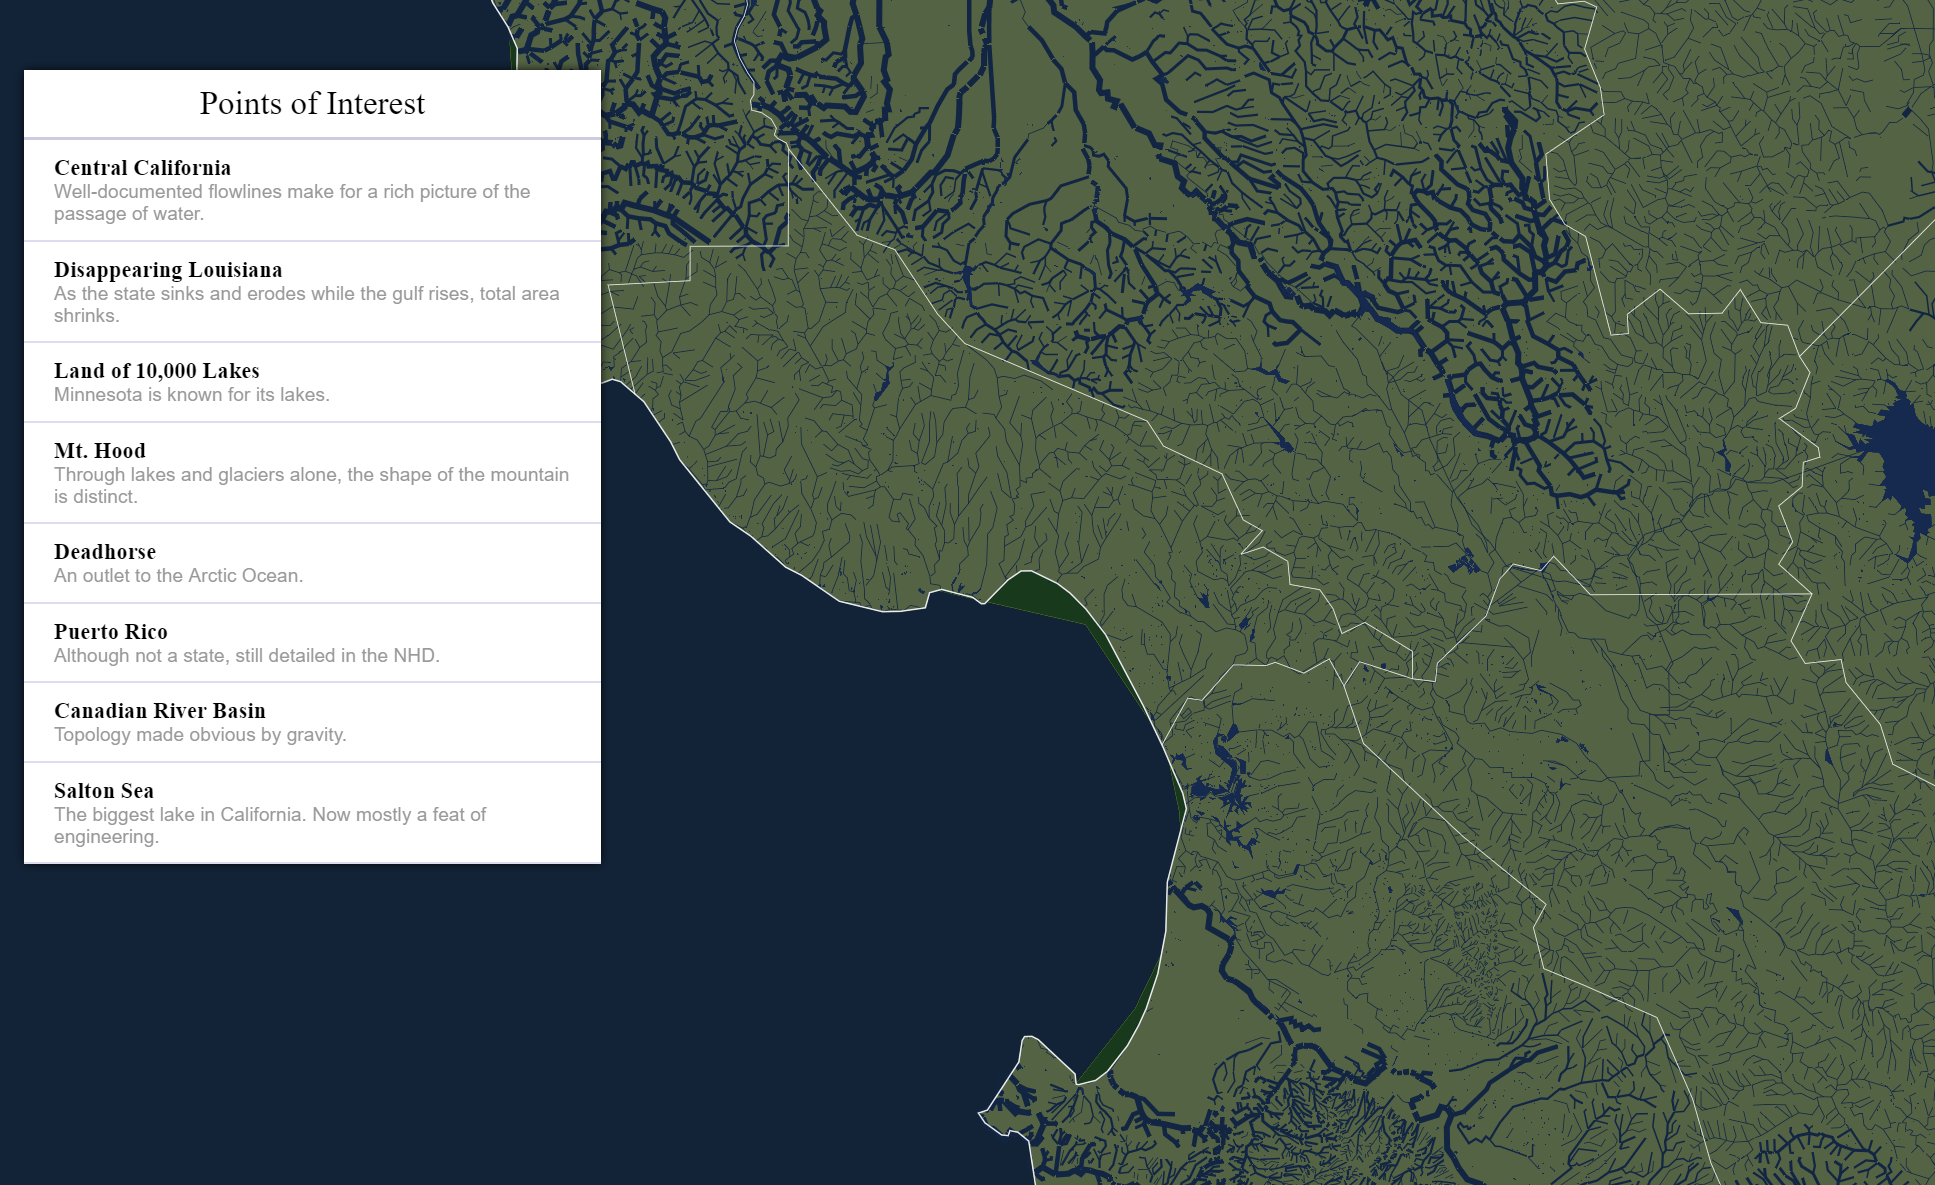 Points of Interest
Central California
Well-documented flowlines make for a rich picture of the
passage of water.
Disappearing Louisiana
As the state sinks and erodes while the gulf rises, total area
shrinks.
Land of 10,000 Lakes
Minnesota is known for its lakes.
Mt. Hood
Through lakes and glaciers alone, the shape of the mountain
is distinct.
Deadhorse
An outlet to the Arctic Ocean.
Puerto Rico
Although not a state, still detailed in the NHD.
Canadian River Basin
Topology made obvious by gravity.
Salton Sea
The biggest lake in California. Now mostly a feat of
engineering.